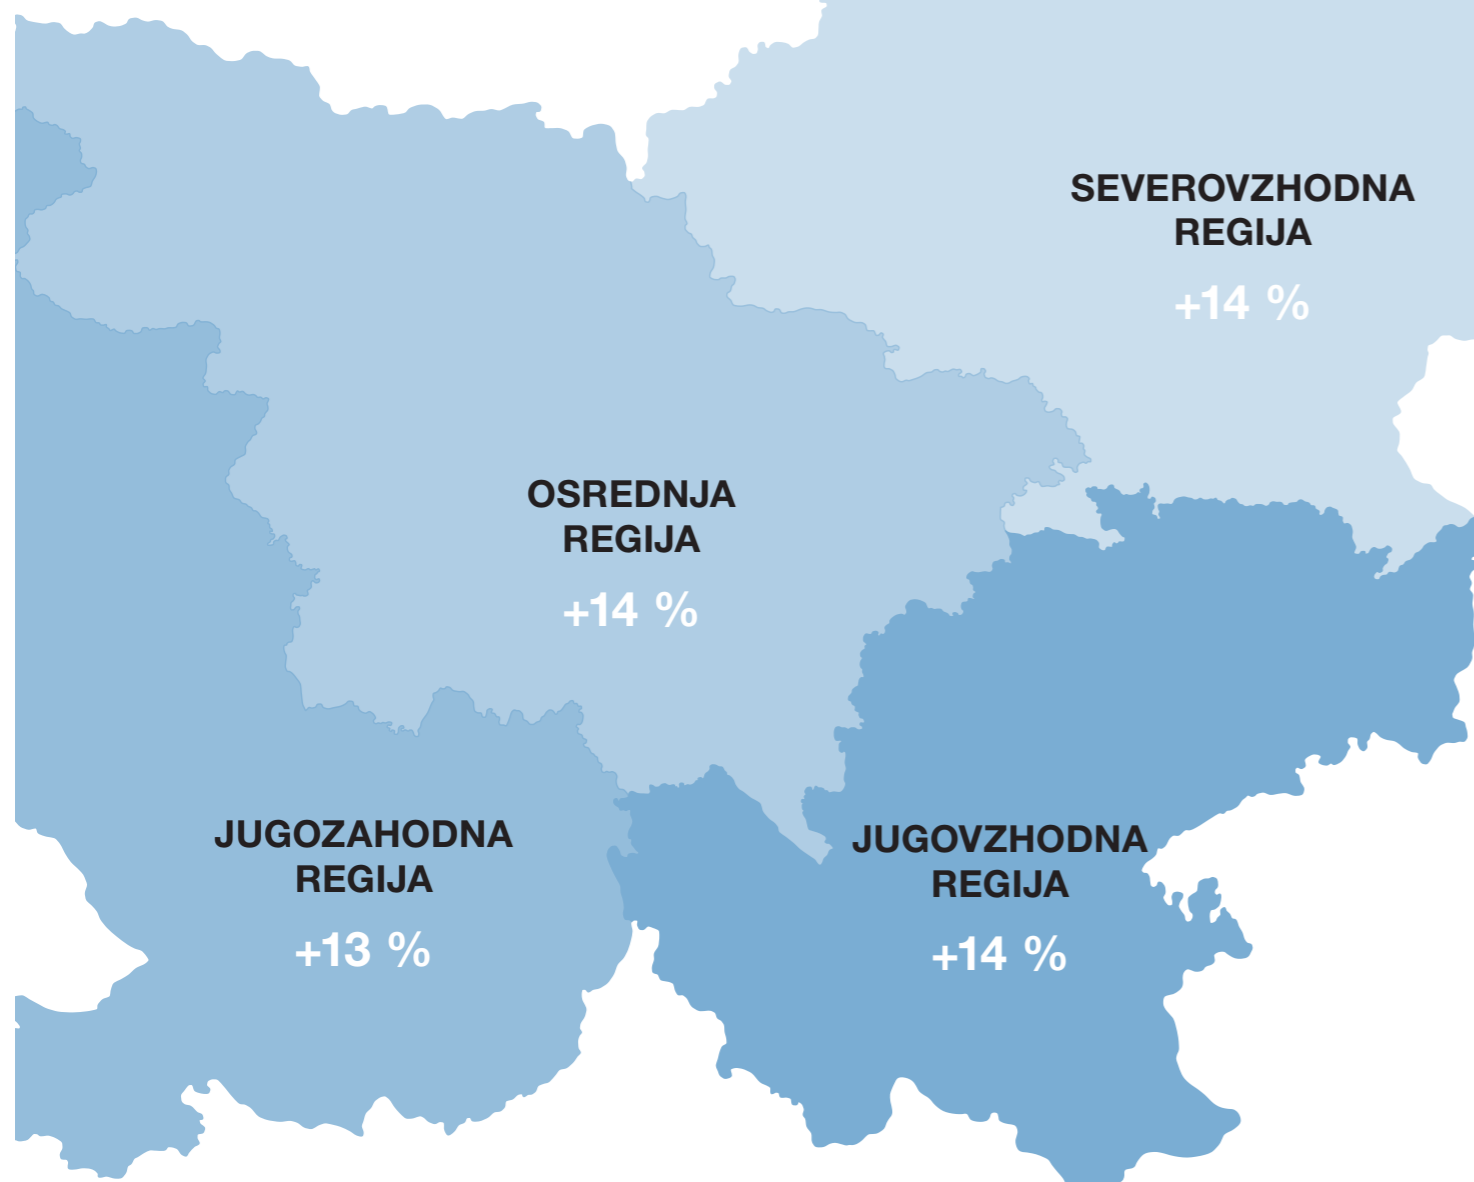 SEVEROVZHODNA
REGIJA
+14 %
OSREDNJA
REGIJA
+14 %
JUGOZAHODNA
REGIJA
+13 %
JUGOVZHODNA
REGIJA
+14 %